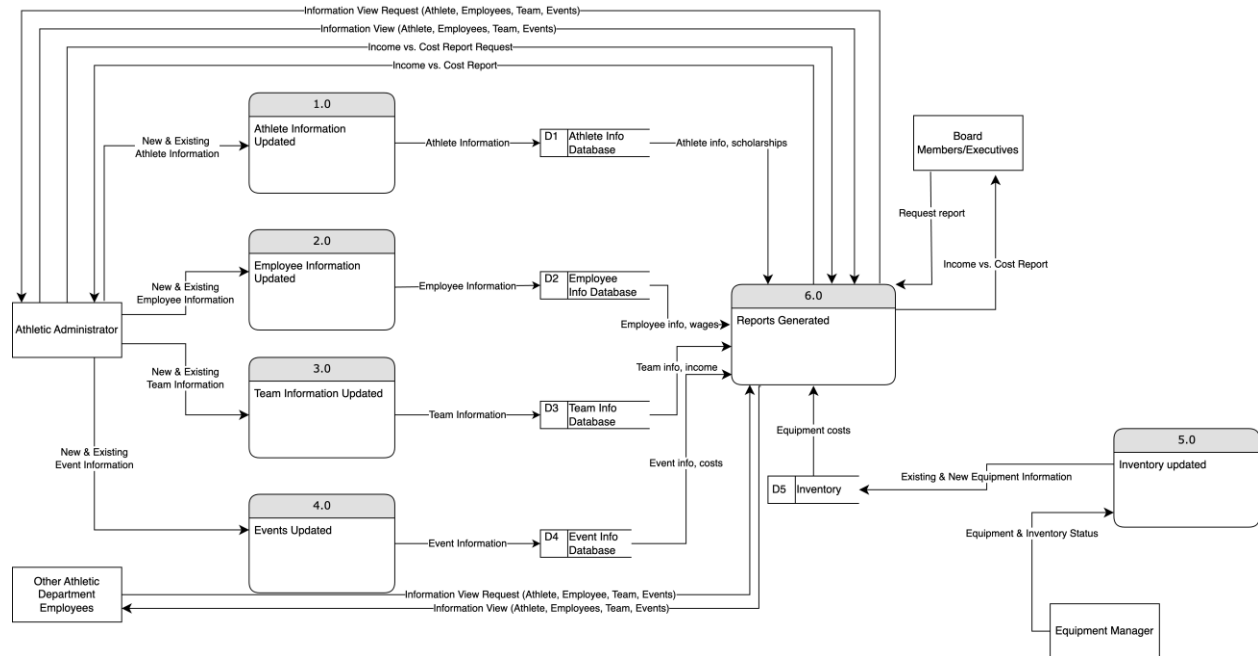 Information View Request (Athlete, Employees, Team, Events)
Information View (Athlete, Employees, Team, Events)
Income vs. Cost Report Request
Income vs. Cost Report
1.0
Athlete Information
Updated
New & Existing
Athlete Information
Athlete Information
D1
Athlete Info
Database
Athlete info, scholarships
Board
Members/Executives
Request report
Income vs. Cost Report
2.0
Employee Information
Updated
New & Existing
Employee Information
Employee Information
D2
Employee
Info Database
Employee info, wages
6.0
Reports Generated
Athletic Administrator
3.0
Team Information Updated
New & Existing
Team Information
Team Information
D3
Team Info
Database
Team info, income
Equipment costs
5.0
Inventory updated
Existing & New Equipment Information
D5
Inventory
New & Existing
Event Information
Event info, costs
4.0
Events Updated
Event Information
D4
Event Info
Database
Equipment & Inventory Status
Other Athletic
Department
Employees
Information View Request (Athlete, Employee, Team, Events)
Information View (Athlete, Employees, Team, Events)
Equipment Manager